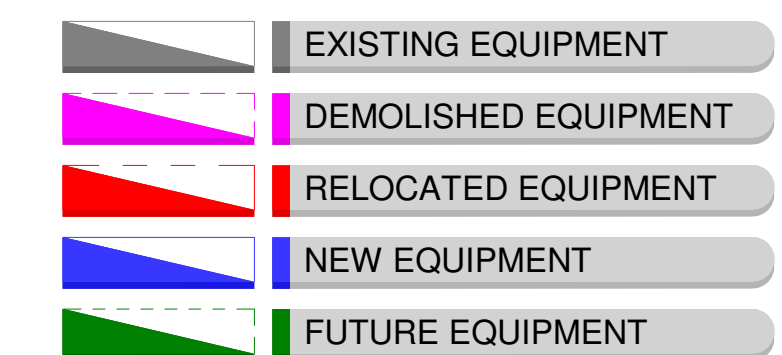 EXISTING EQUIPMENT
DEMOLISHED EQUIPMENT
RELOCATED EQUIPMENT
NEW EQUIPMENT
FUTURE EQUIPMENT